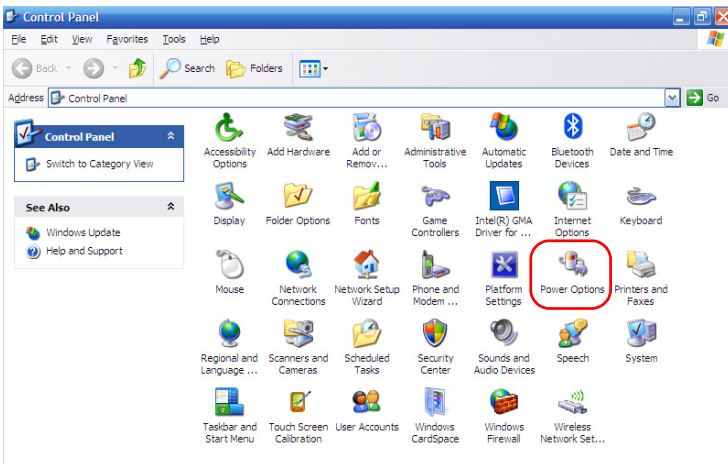 Control Panel
File Edit View Favorites Tools Help
Back Search Folders
Address Control Panel Go
Control Panel
Switch to Category View
See Also
Windows Update
Help and Support
Accessibility Options
Add Hardware
Add or Remov...
Administrative Tools
Automatic Updates
Bluetooth Devices
Date and Time
Display
Folder Options
Fonts
Game Controllers
Intel(R) GMA Driver for ...
Internet Options
Keyboard
Mouse
Network Connections
Network Setup Wizard
Phone and Modem ...
Platform Settings
Power Options
Printers and Faxes
Regional and Language ...
Scanners and Cameras
Scheduled Tasks
Security Center
Sounds and Audio Devices
Speech
System
Taskbar and Start Menu
Touch Screen Calibration
User Accounts
Windows CardSpace
Windows Firewall
Wireless Network Set...